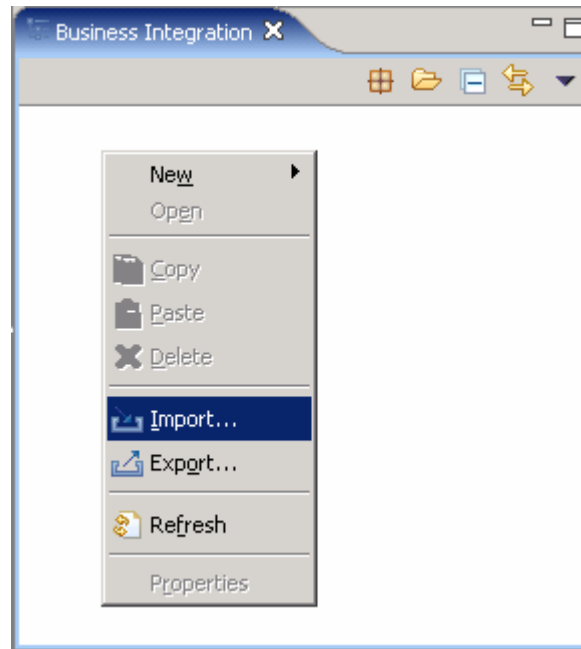 Business Integration
New
Open
Copy
Paste
Delete
Import...
Export...
Refresh
Properties